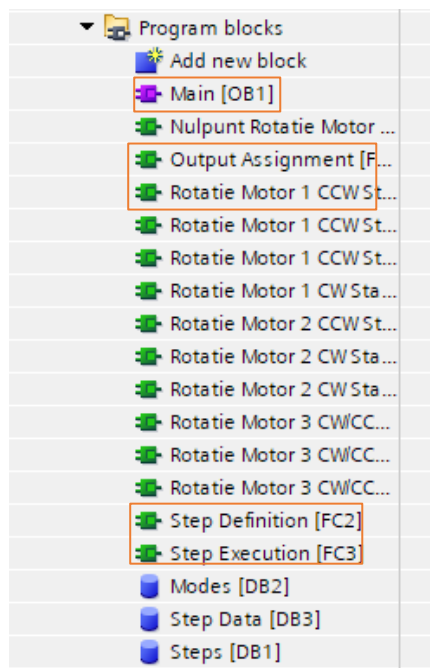 Program blocks
Add new block
Main [OB1]
Nulpunt Rotatie Motor ...
Output Assignment [F...
Rotatie Motor 1 CCW St...
Rotatie Motor 1 CCW St...
Rotatie Motor 1 CCW St...
Rotatie Motor 1 CW Sta...
Rotatie Motor 2 CCW St...
Rotatie Motor 2 CW Sta...
Rotatie Motor 2 CW Sta...
Rotatie Motor 3 CW/CC...
Rotatie Motor 3 CW/CC...
Rotatie Motor 3 CW/CC...
Step Definition [FC2]
Step Execution [FC3]
Modes [DB2]
Step Data [DB3]
Steps [DB1]